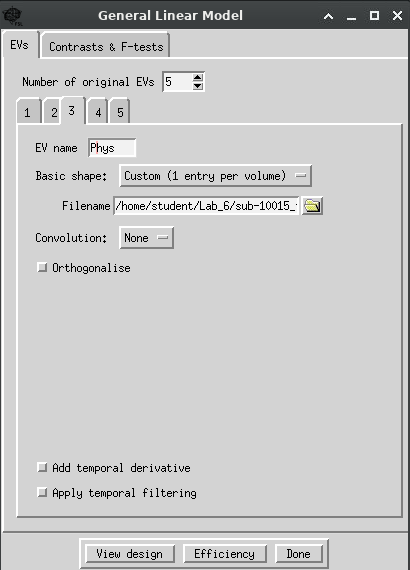 General Linear Model
EVs Contrasts & F-tests
Number of original EVs 5
1 2 3 4 5
EV name Phys
Basic shape: Custom (1 entry per volume)
Filename /home/student/Lab_6/sub-10015_
Convolution: None
Orthogonalise
Add temporal derivative
Apply temporal filtering
View design Efficiency Done